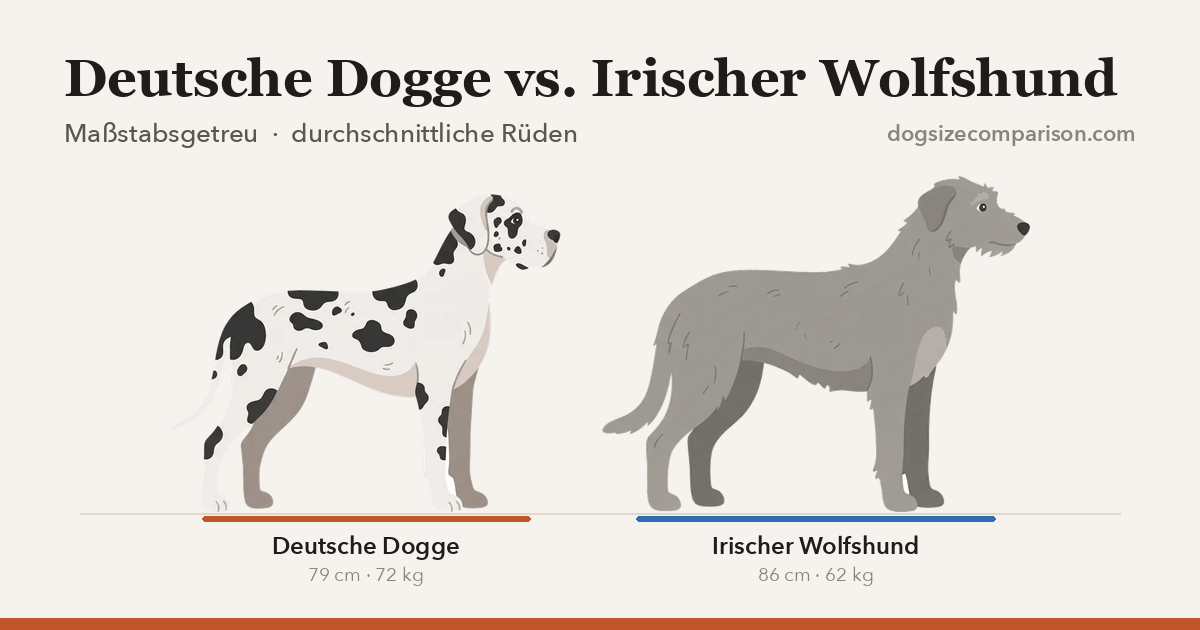 Deutsche Dogge vs. Irischer Wolfshund
Maßstabsgetreu · durchschnittliche Rüden
dogsizecomparison.com
Deutsche Dogge
79 cm · 72 kg
Irischer Wolfshund
86 cm · 62 kg